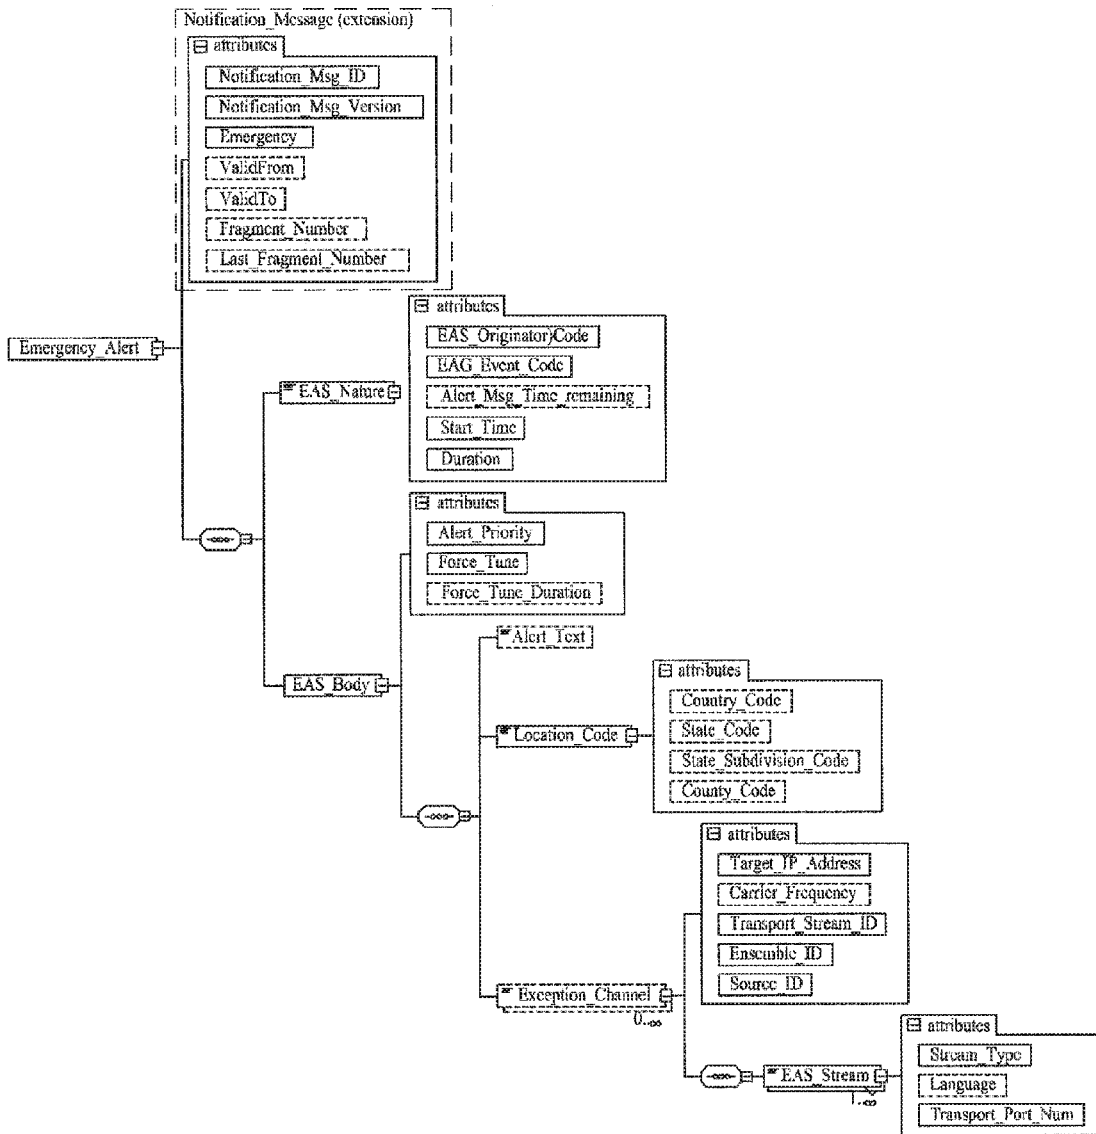 Notification_Message (extension)
attributes
Notification_Msg_ID
Notification_Msg_Version
Emergency
ValidFrom
ValidTo
Fragment_Number
Last_Fragment_Number
Emergency_Alert
attributes
EAS_Originator)Code
EAG_Event_Code
Alert_Msg_Time_remaining
Start_Time
Duration
EAS_Nature
attributes
Alert_Priority
Force_Tune
Force_Tune_Duration
EAS_Body
Alert_Text
Location_Code
attributes
Country_Code
State_Code
State_Subdivision_Code
County_Code
Exception_Channel
0..∞
attributes
Target_IP_Address
Carrier_Frequency
Transport_Stream_ID
Ensemble_ID
Source_ID
EAS_Stream
1..∞
attributes
Stream_Type
Language
Transport_Port_Num